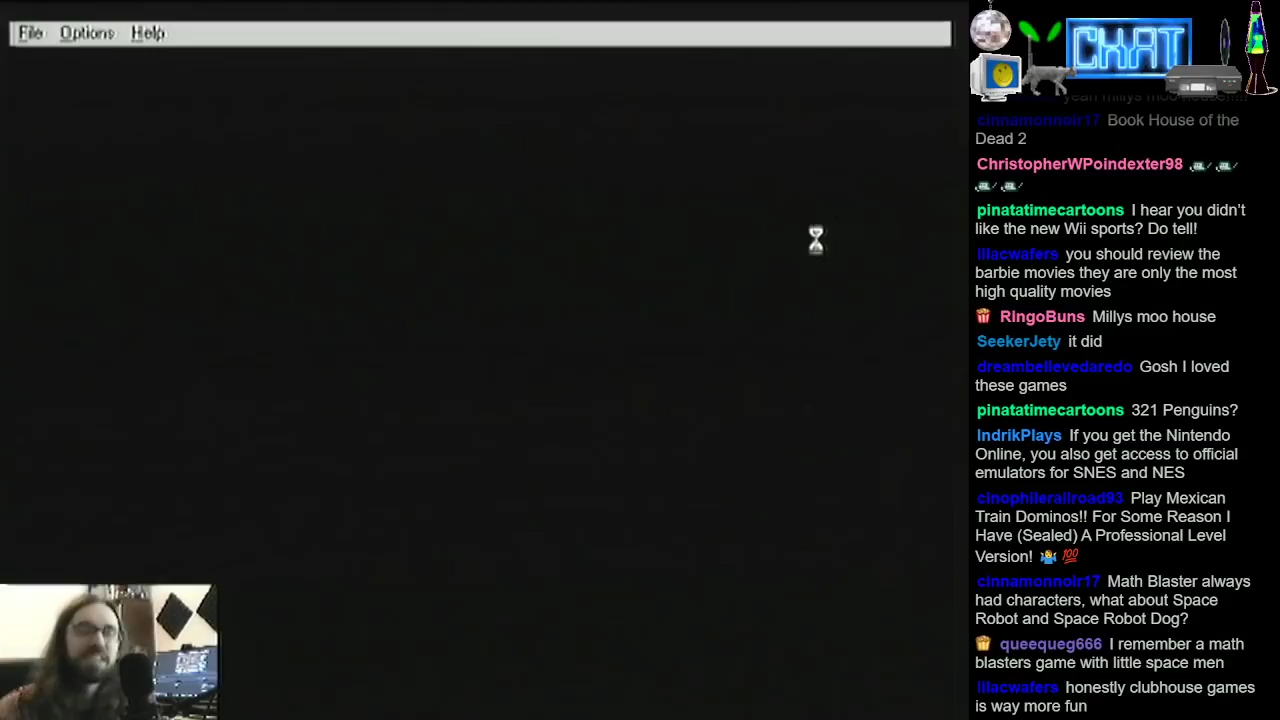 File Options Help
CHAT
yeah millys moo house!!!!!
cinnamonnoir17 Book House of the
Dead 2
ChristopherWPoindexter98
pinatatimecartoons I hear you didn't
like the new Wii sports? Do tell!
lilacwafers you should review the
barbie movies they are only the most
high quality movies
RingoBuns Millys moo house
SeekerJety it did
dreambelievedaredo Gosh I loved
these games
pinatatimecartoons 321 Penguins?
IndrikPlays If you get the Nintendo
Online, you also get access to official
emulators for SNES and NES
cinophilerailroad93 Play Mexican
Train Dominos!! For Some Reason I
Have (Sealed) A Professional Level
Version! 🤷 💯
cinnamonnoir17 Math Blaster always
had characters, what about Space
Robot and Space Robot Dog?
queequeg666 I remember a math
blasters game with little space men
lilacwafers honestly clubhouse games
is way more fun